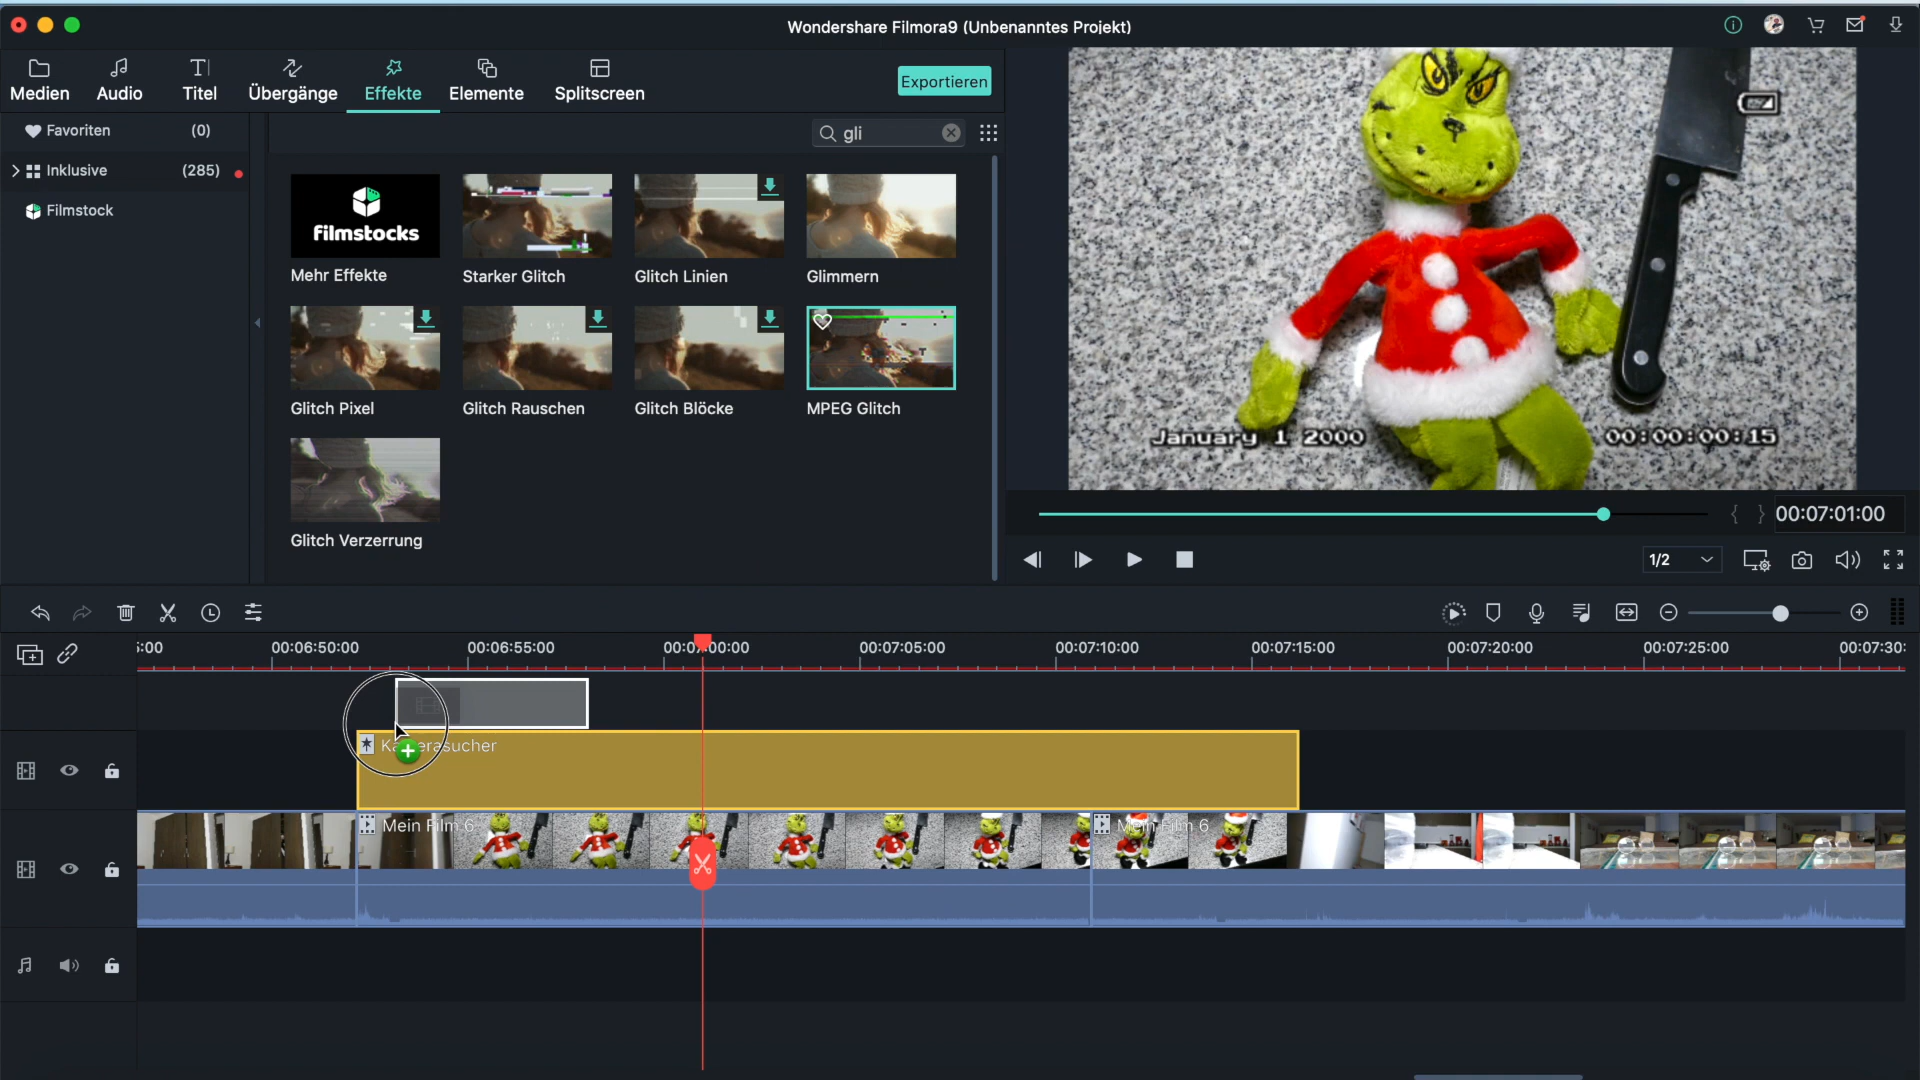 Wondershare Filmora9 (Unbenanntes Projekt)
Medien
Audio
Titel
Übergänge
Effekte
Elemente
Splitscreen
Exportieren
Favoriten (0)
Inklusive (285)
Filmstock
gli
filmstocks
Mehr Effekte
Starker Glitch
Glitch Linien
Glimmern
Glitch Pixel
Glitch Rauschen
Glitch Blöcke
MPEG Glitch
Glitch Verzerrung
January 1 2000
00:00:00:15
00:07:01:00
1/2
00:06:50:00
00:06:55:00
00:07:05:00
00:07:10:00
00:07:15:00
00:07:20:00
00:07:25:00
Mein Film 6